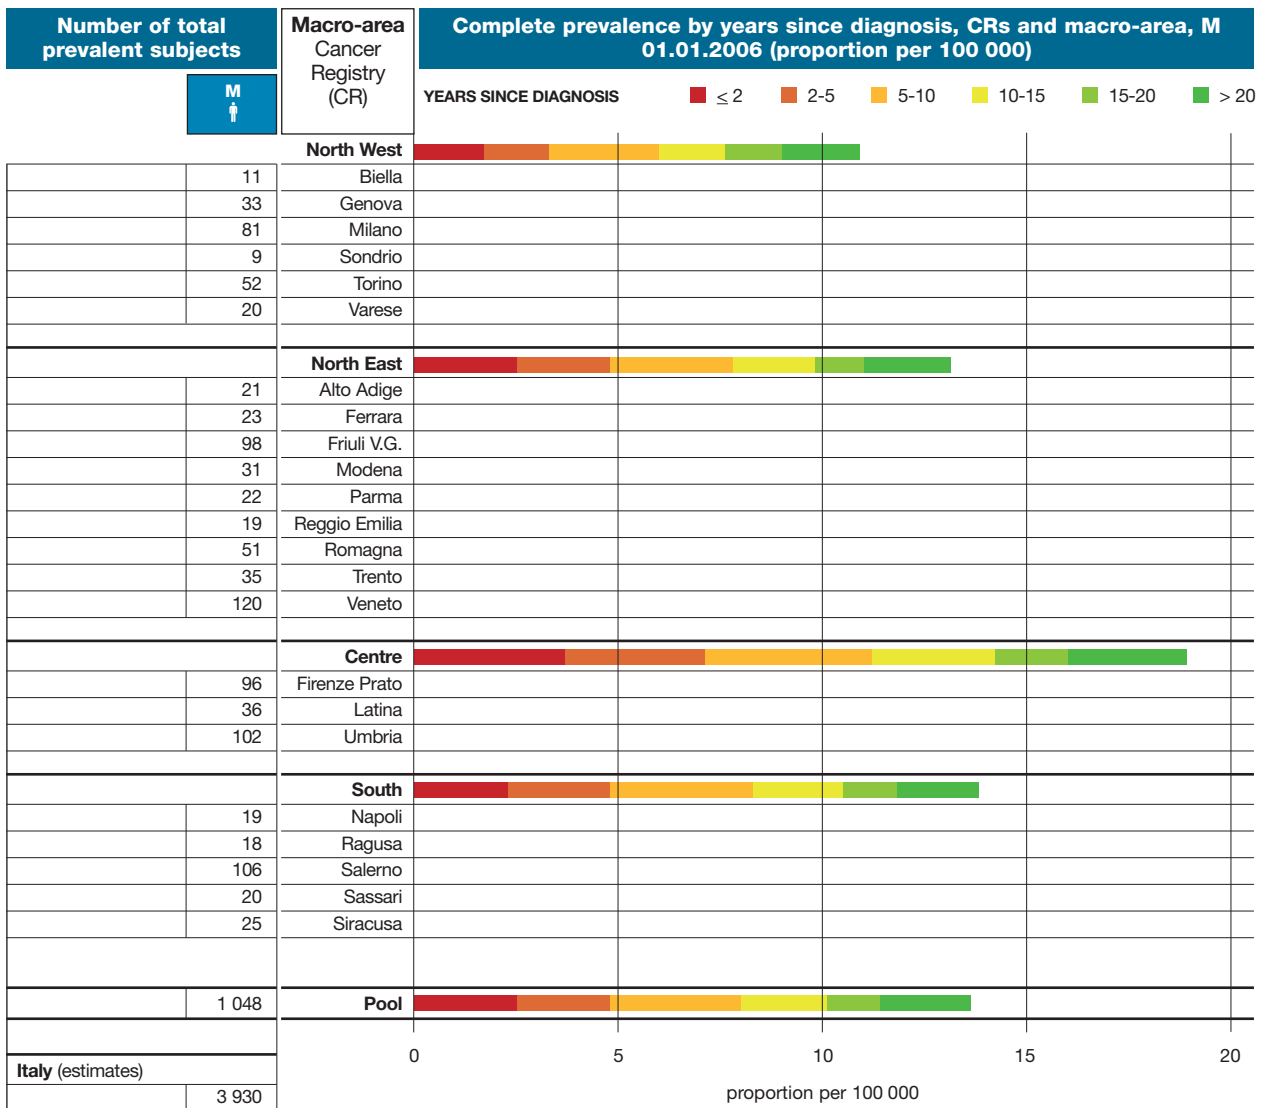 Number of total
prevalent subjects
M
Macro-area
Cancer
Registry
(CR)
Complete prevalence by years since diagnosis, CRs and macro-area, M
01.01.2006 (proportion per 100 000)
YEARS SINCE DIAGNOSIS ≤ 2 2-5 5-10 10-15 15-20 > 20
North West
11 Biella
33 Genova
81 Milano
9 Sondrio
52 Torino
20 Varese
North East
21 Alto Adige
23 Ferrara
98 Friuli V.G.
31 Modena
22 Parma
19 Reggio Emilia
51 Romagna
35 Trento
120 Veneto
Centre
96 Firenze Prato
36 Latina
102 Umbria
South
19 Napoli
18 Ragusa
106 Salerno
20 Sassari
25 Siracusa
1 048 Pool
0 5 10 15 20
Italy (estimates)
3 930
proportion per 100 000